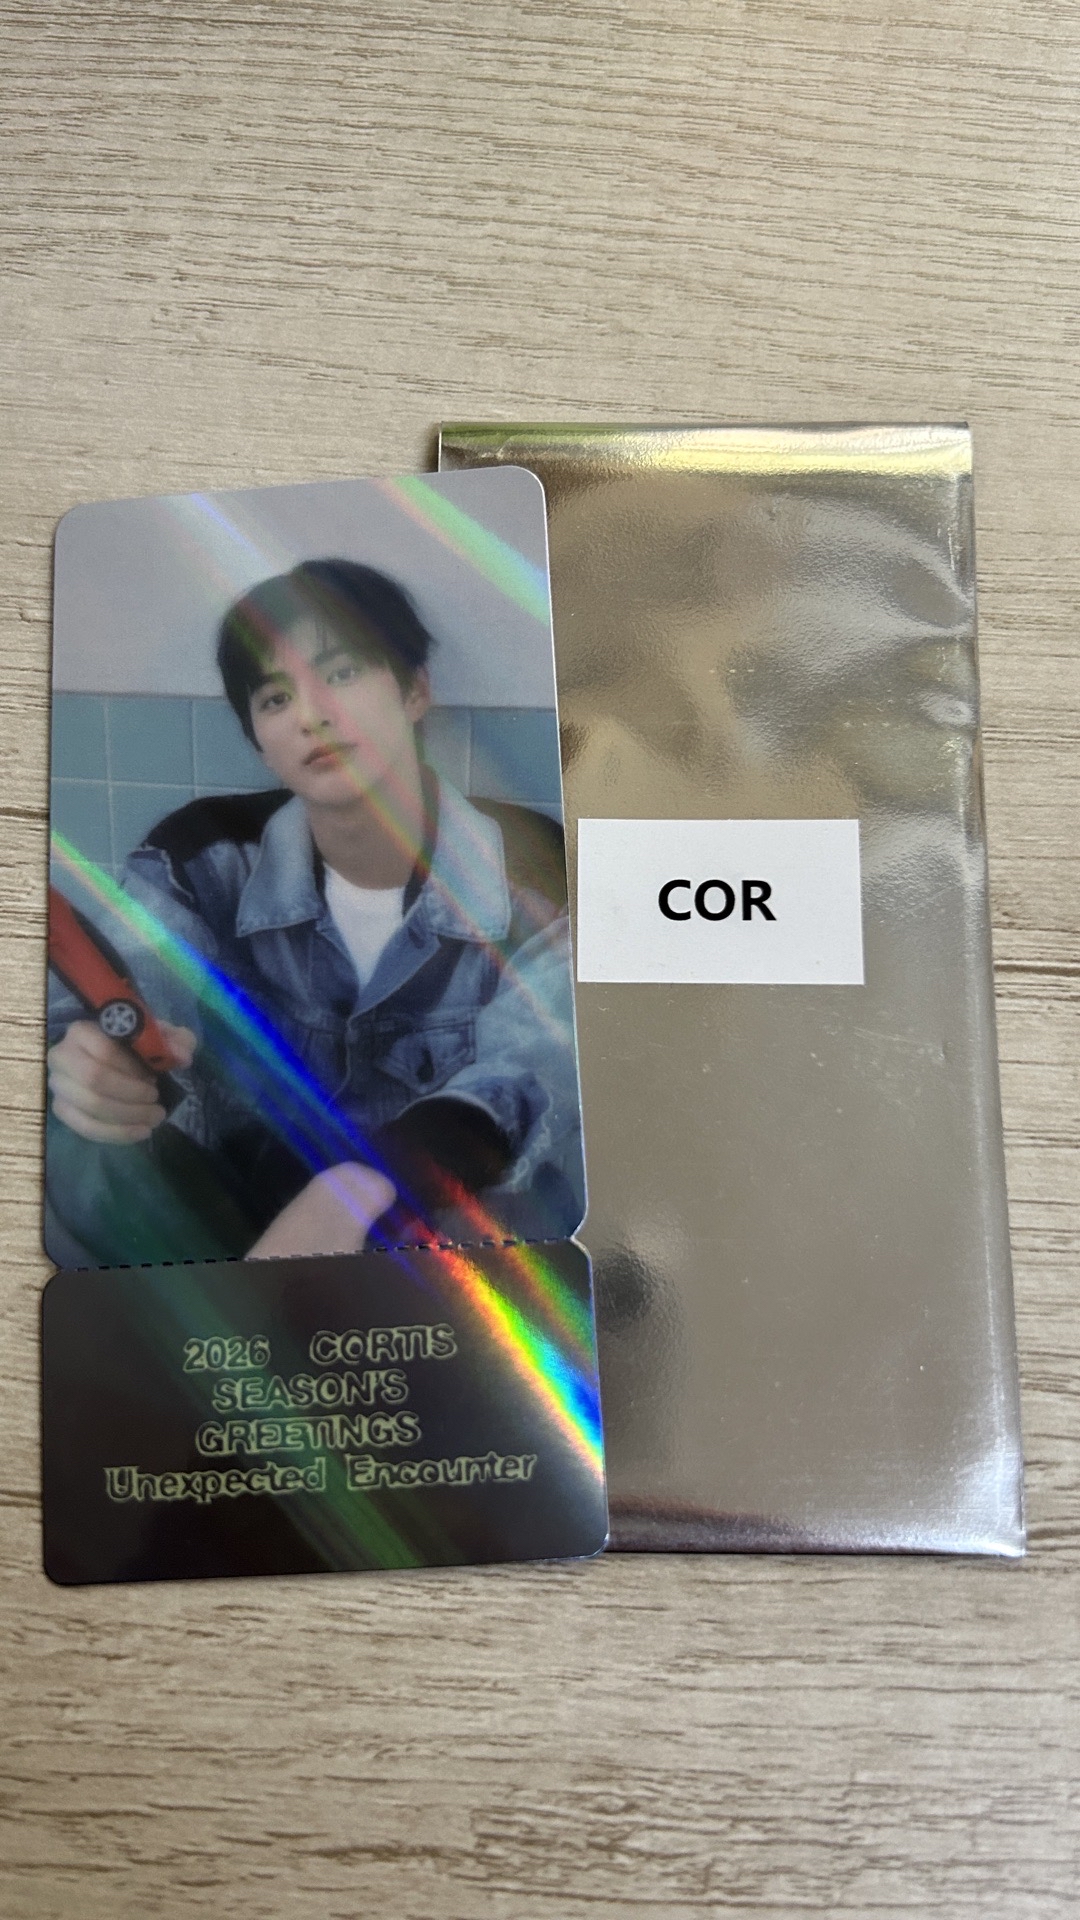 COR
2026 CORTIS
SEASON'S
GREETINGS
Unexpected Encounter